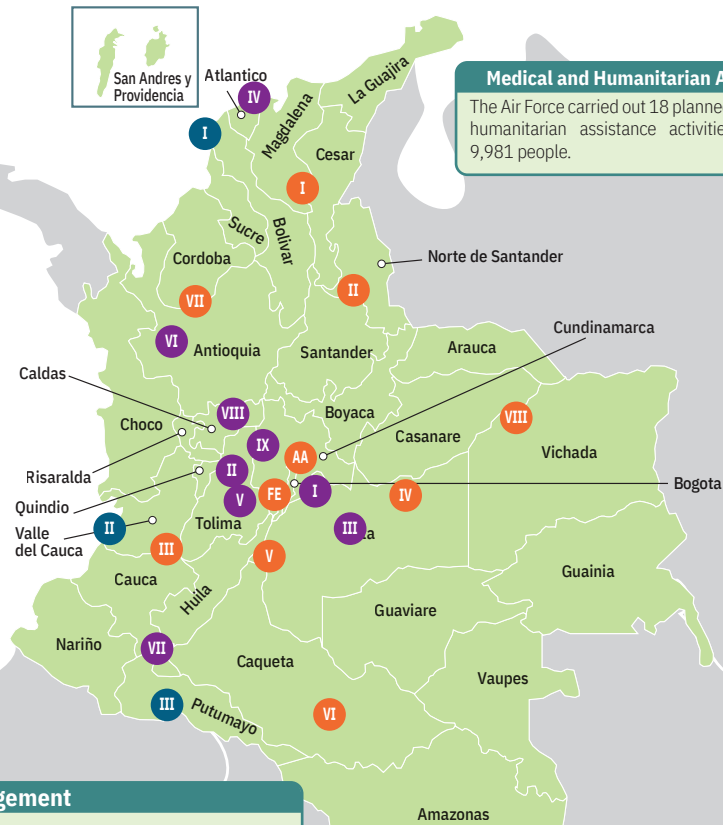 San Andres y
Providencia
Atlantico
IV
I
Magdalena
La Guajira
Cesar
I
Medical and Humanitarian A
The Air Force carried out 18 planne
humanitarian assistance activitie
9,981 people.
Sucre
Bolivar
Cordoba
Norte de Santander
II
VII
VI
Antioquia
Santander
Arauca
Cundinamarca
Caldas
VIII
Boyaca
VIII
Choco
Casanare
IX
AA
Vichada
Risaralda
II
Quindio
V
FE
I
IV
Bogota
II
Valle
del Cauca
Tolima
III
ta
III
V
Cauca
Huila
Guainia
Guaviare
Nariño
VII
Caqueta
Vaupes
III
Putumayo
VI
gement
Amazonas